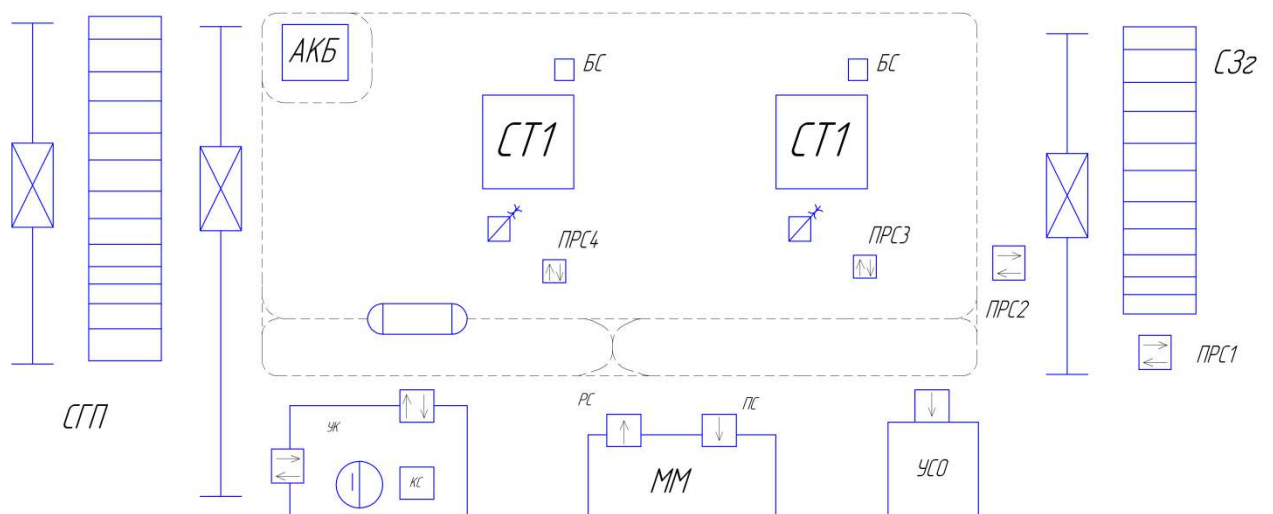 АКБ
БС
БС
СЗг
СТ1
СТ1
ПРС4
ПРС3
ПРС2
ПРС1
СГП
УК
РС
ПС
КС
ММ
УСО